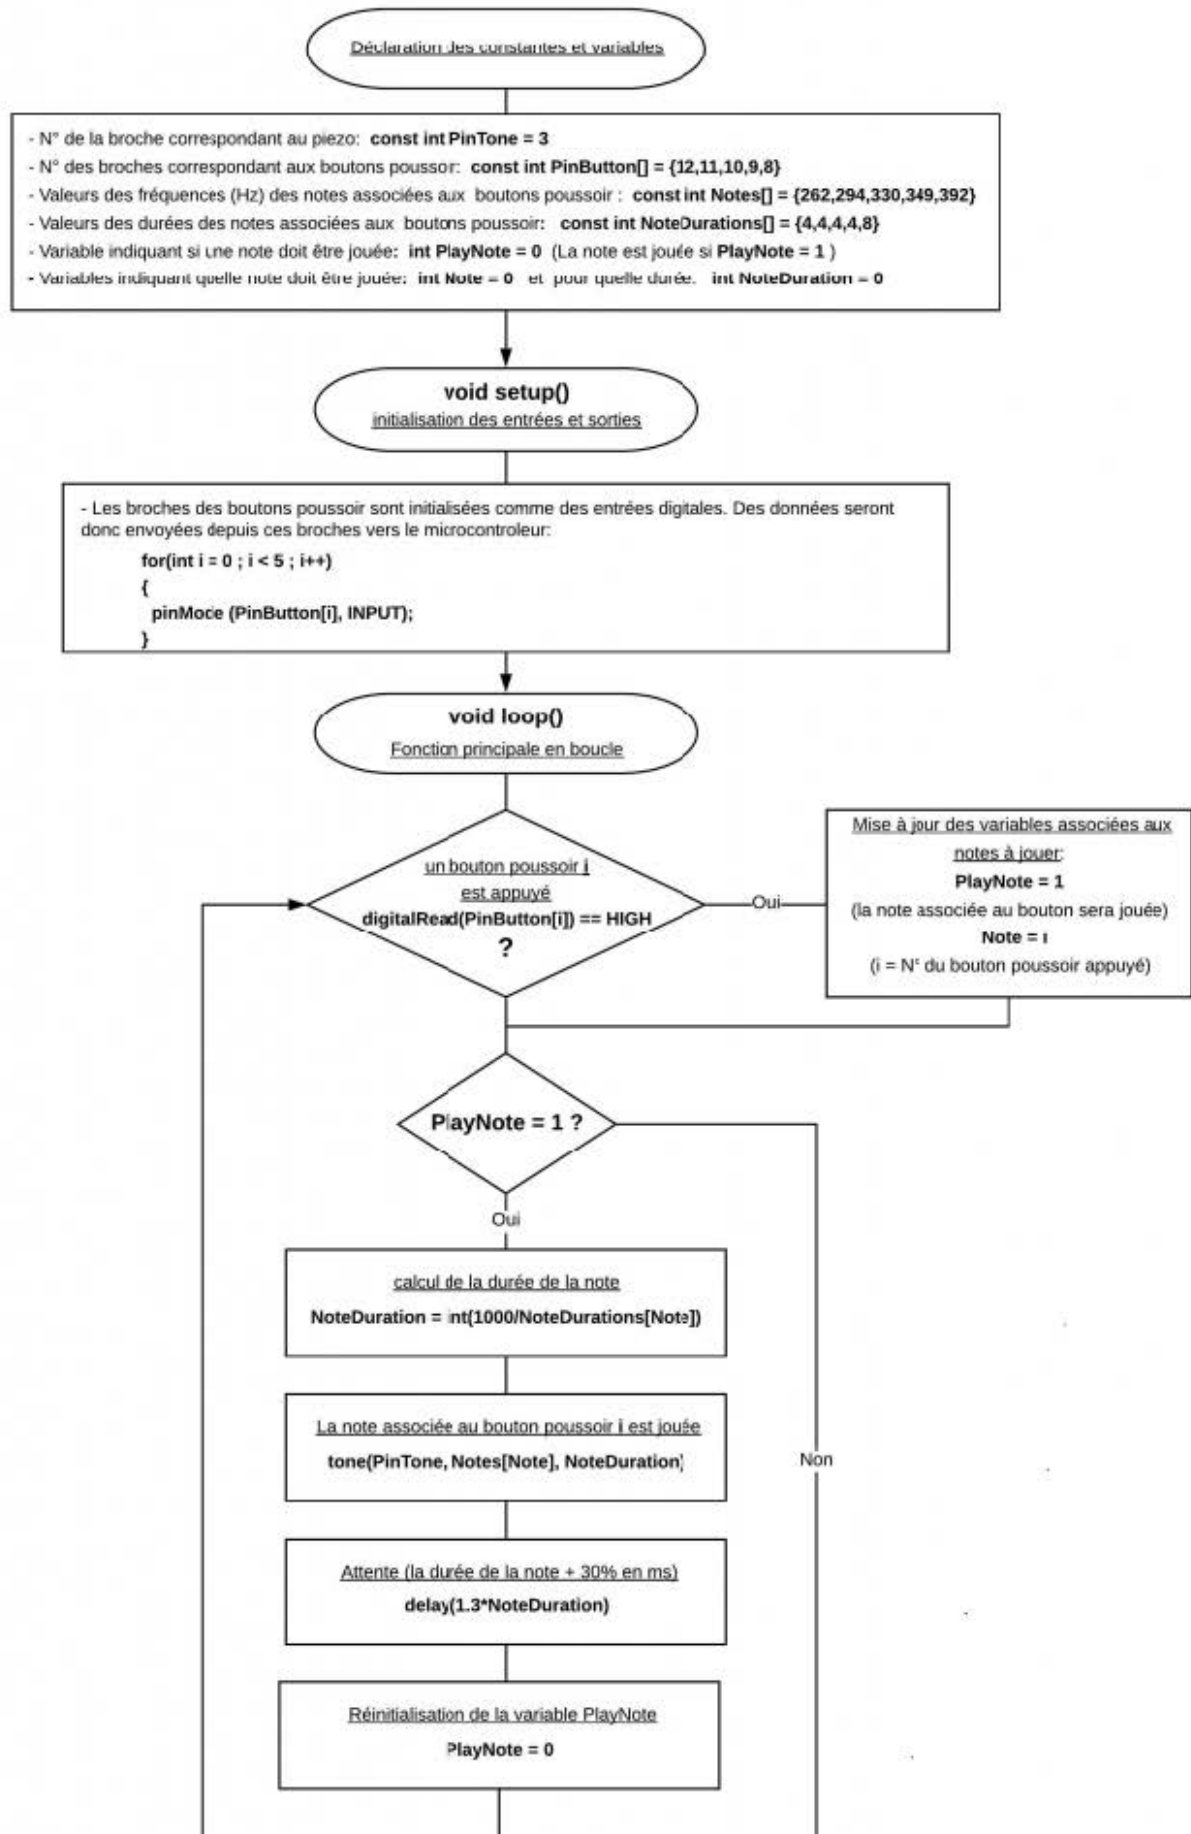 Déclaration des constantes et variables
- N° de la broche correspondant au piezo: const int PinTone = 3
- N° des broches correspondant aux boutons poussoir: const int PinButton[] = {12,11,10,9,8}
- Valeurs des fréquences (Hz) des notes associées aux boutons poussoir : const int Notes[] = {262,294,330,349,392}
- Valeurs des durées des notes associées aux boutons poussoir: const int NoteDurations[] = {4,4,4,4,8}
- Variable indiquant si une note doit être jouée: int PlayNote = 0 (La note est jouée si PlayNote = 1 )
- Variables indiquant quelle note doit être jouée: int Note = 0 et pour quelle durée. int NoteDuration = 0
void setup()
initialisation des entrées et sorties
- Les broches des boutons poussoir sont initialisées comme des entrées digitales. Des données seront
donc envoyées depuis ces broches vers le microcontroleur:
for(int i = 0 ; i < 5 ; i++)
{
pinMode (PinButton[i], INPUT);
}
void loop()
Fonction principale en boucle
un bouton poussoir i
est appuyé
digitalRead(PinButton[i]) == HIGH
?
Oui
Mise à jour des variables associées aux
notes à jouer:
PlayNote = 1
(la note associée au bouton sera jouée)
Note = i
(i = N° du bouton poussoir appuyé)
PlayNote = 1 ?
Oui
calcul de la durée de la note
NoteDuration = int(1000/NoteDurations[Note])
La note associée au bouton poussoir i est jouée
tone(PinTone, Notes[Note], NoteDuration)
Non
Attente (la durée de la note + 30% en ms)
delay(1.3*NoteDuration)
Réinitialisation de la variable PlayNote
PlayNote = 0